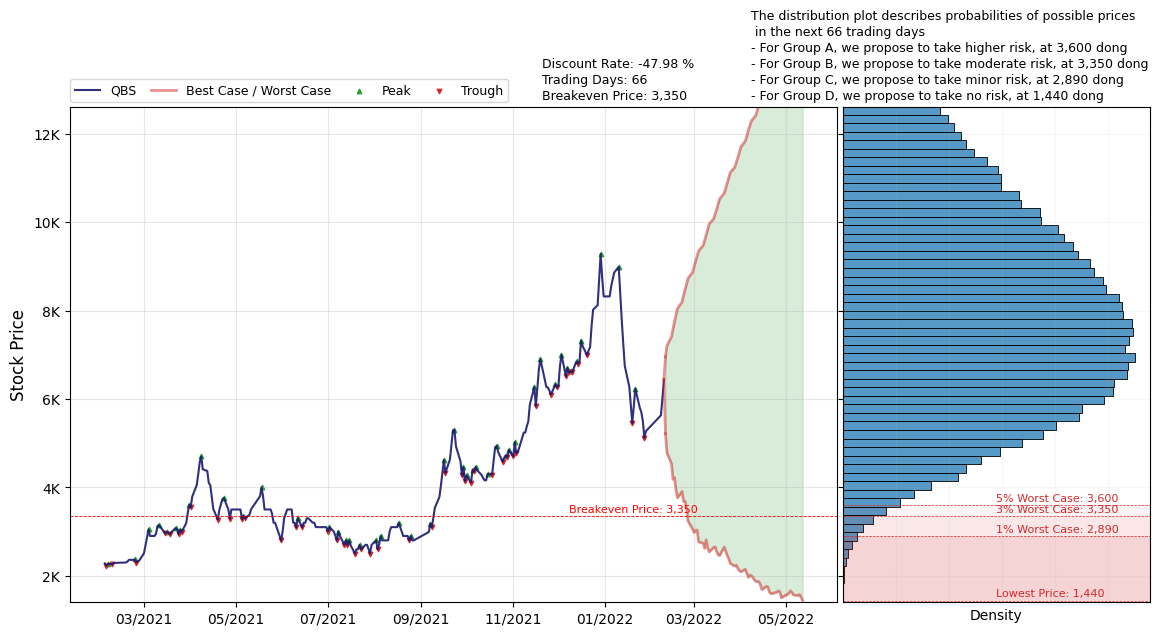 The distribution plot describes probabilities of possible prices
in the next 66 trading days
- For Group A, we propose to take higher risk, at 3,600 dong
- For Group B, we propose to take moderate risk, at 3,350 dong
- For Group C, we propose to take minor risk, at 2,890 dong
- For Group D, we propose to take no risk, at 1,440 dong
Discount Rate: -47.98 %
Trading Days: 66
Breakeven Price: 3,350
QBS
Best Case / Worst Case
Peak
Trough
Stock Price
12K
10K
8K
6K
4K
2K
Breakeven Price: 3,350
03/2021
05/2021
07/2021
09/2021
11/2021
01/2022
03/2022
05/2022
5% Worst Case: 3,600
3% Worst Case: 3,350
1% Worst Case: 2,890
Lowest Price: 1,440
Density